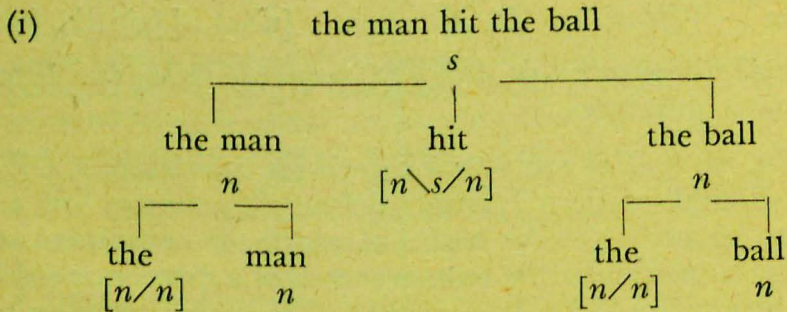 (i) the man hit the ball
s
the man hit the ball
n [n\s/n] n
the man the ball
[n/n] n [n/n] n